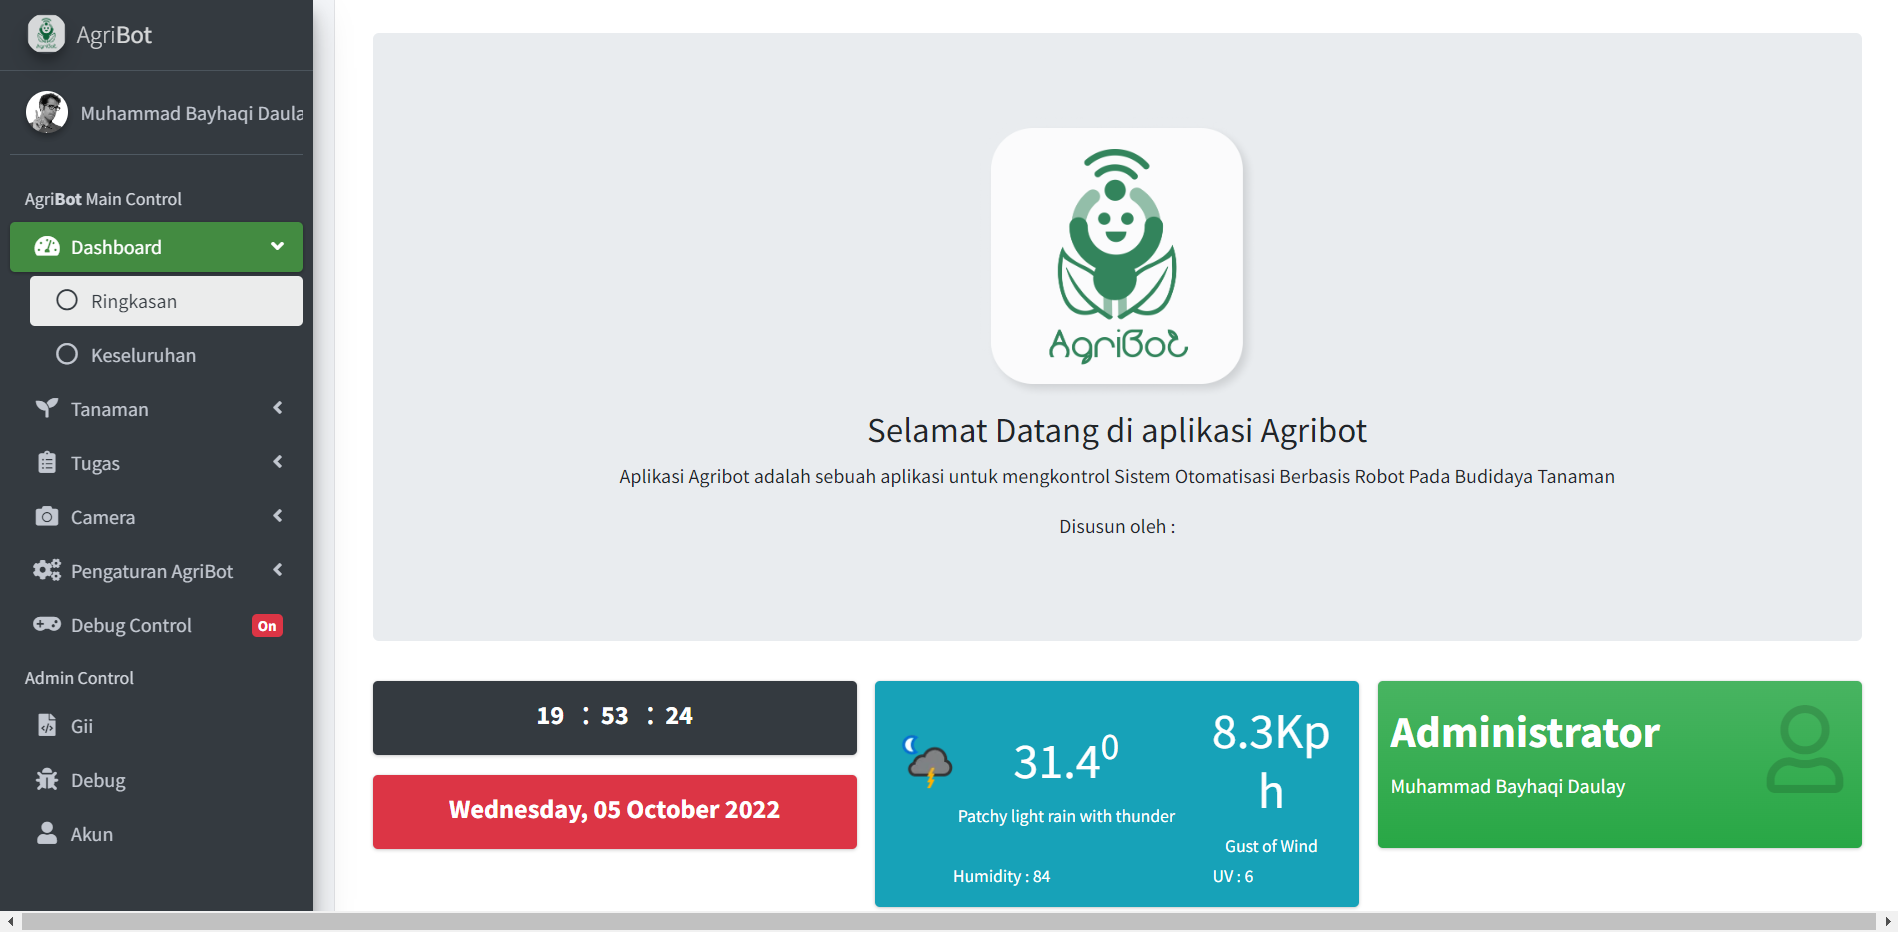 AgriBot
Muhammad Bayhaqi Daula
AgriBot Main Control
Dashboard
Ringkasan
Keseluruhan
Tanaman
Tugas
Camera
Pengaturan AgriBot
Debug Control
On
Admin Control
Gii
Debug
Akun
AgriBot
Selamat Datang di aplikasi Agribot
Aplikasi Agribot adalah sebuah aplikasi untuk mengkontrol Sistem Otomatisasi Berbasis Robot Pada Budidaya Tanaman
Disusun oleh :
19 : 53 : 24
Wednesday, 05 October 2022
31.4⁰
Patchy light rain with thunder
8.3Kp
h
Gust of Wind
Humidity : 84
UV : 6
Administrator
Muhammad Bayhaqi Daulay